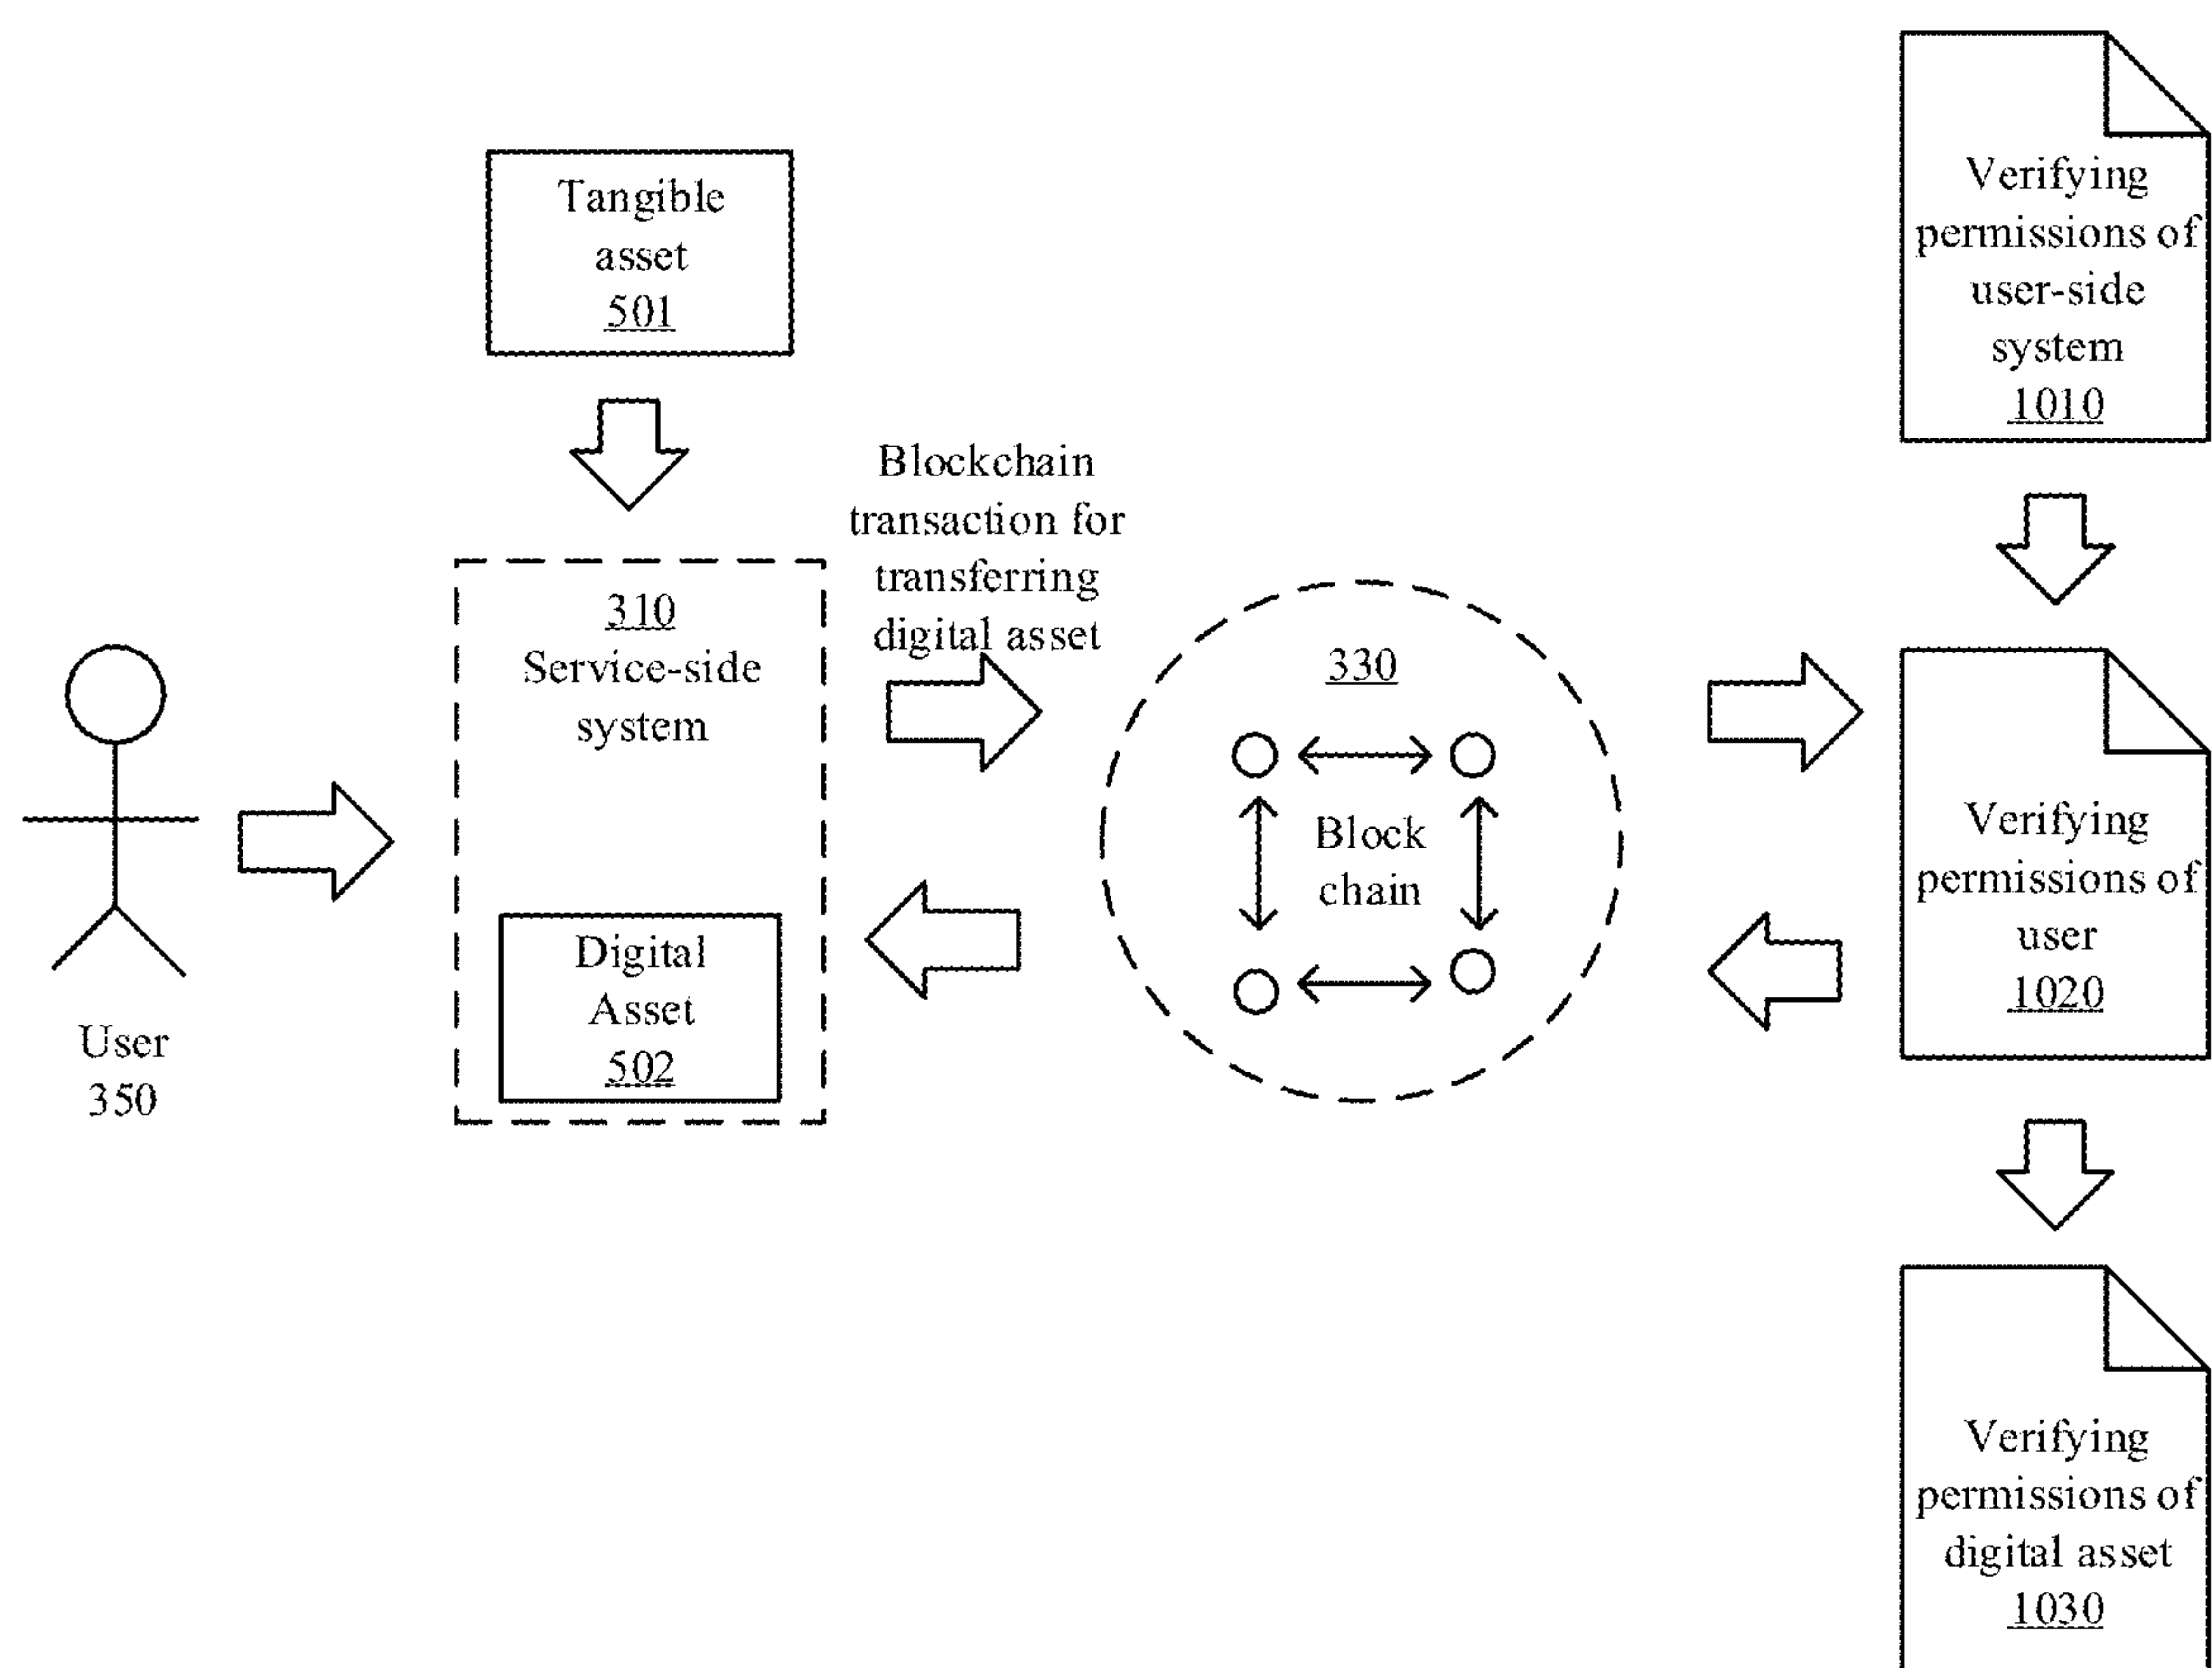 Tangible
asset
501
Blockchain
transaction for
transferring
digital asset
310
Service-side
system
Digital
Asset
502
User
350
330
Block
chain
Verifying
permissions of
user-side
system
1010
Verifying
permissions of
user
1020
Verifying
permissions of
digital asset
1030